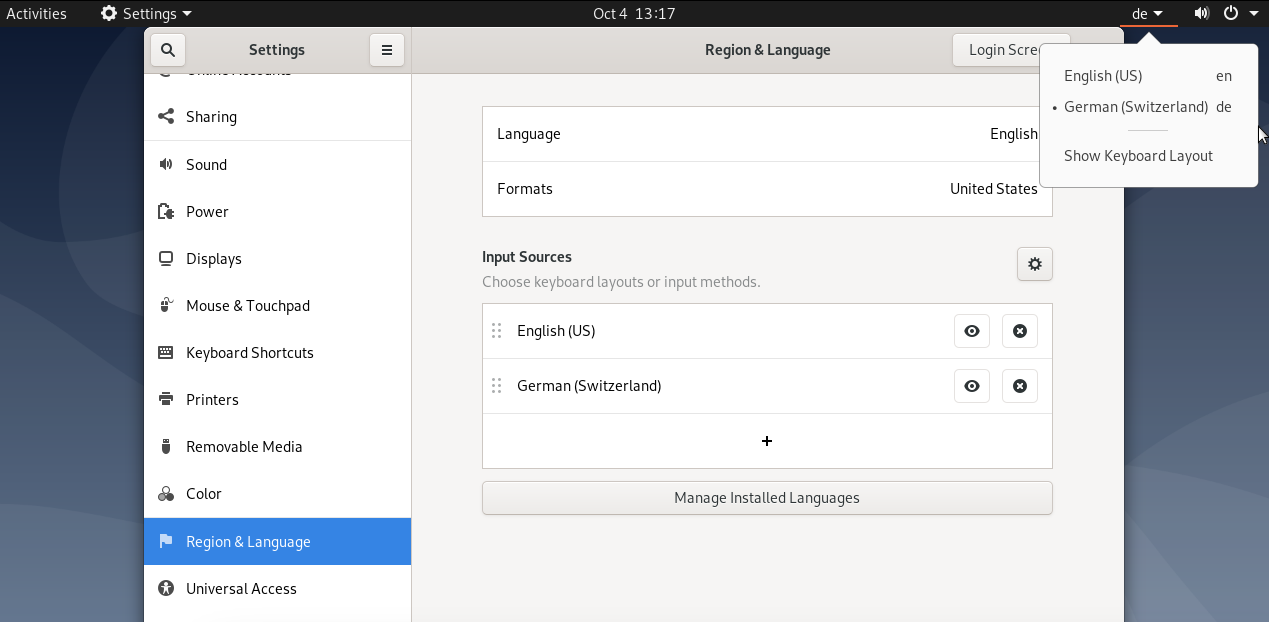 Activities Settings Oct 4 13:17 de
Settings Region & Language Login Scre
Sharing
Sound
Power
Displays
Mouse & Touchpad
Keyboard Shortcuts
Printers
Removable Media
Color
Region & Language
Universal Access
Language English
Formats United States
Input Sources
Choose keyboard layouts or input methods.
English (US)
German (Switzerland)
+
Manage Installed Languages
English (US) en
• German (Switzerland) de
Show Keyboard Layout